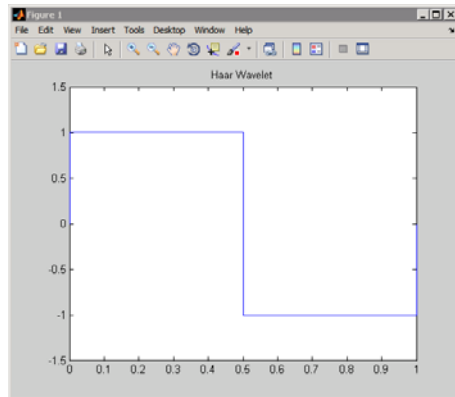 Figure 1
File Edit View Insert Tools Desktop Window Help
Haar Wavelet
1.5
1
0.5
0
-0.5
-1
-1.5
0 0.1 0.2 0.3 0.4 0.5 0.6 0.7 0.8 0.9 1